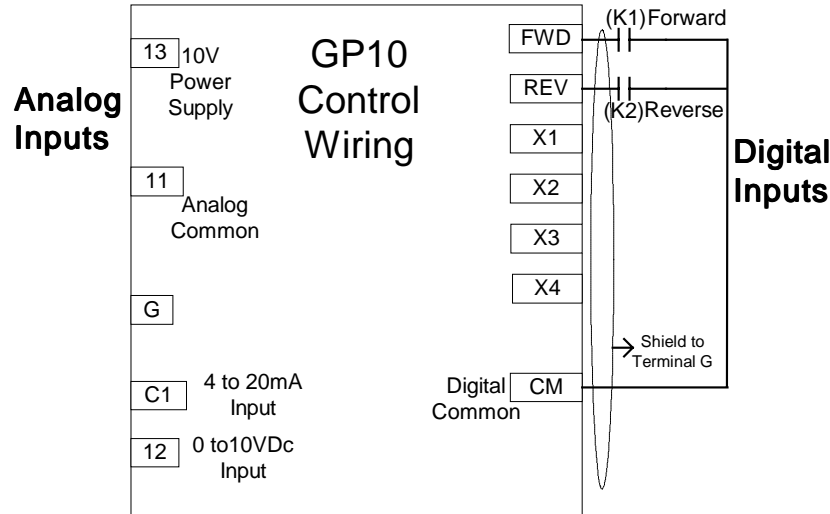 GP10
Control
Wiring
Analog
Inputs
13
10V
Power
Supply
11
Analog
Common
G
C1
4 to 20mA
Input
12
0 to10VDc
Input
FWD
REV
X1
X2
X3
X4
Digital
Common
CM
(K1)Forward
(K2)Reverse
Digital
Inputs
Shield to
Terminal G